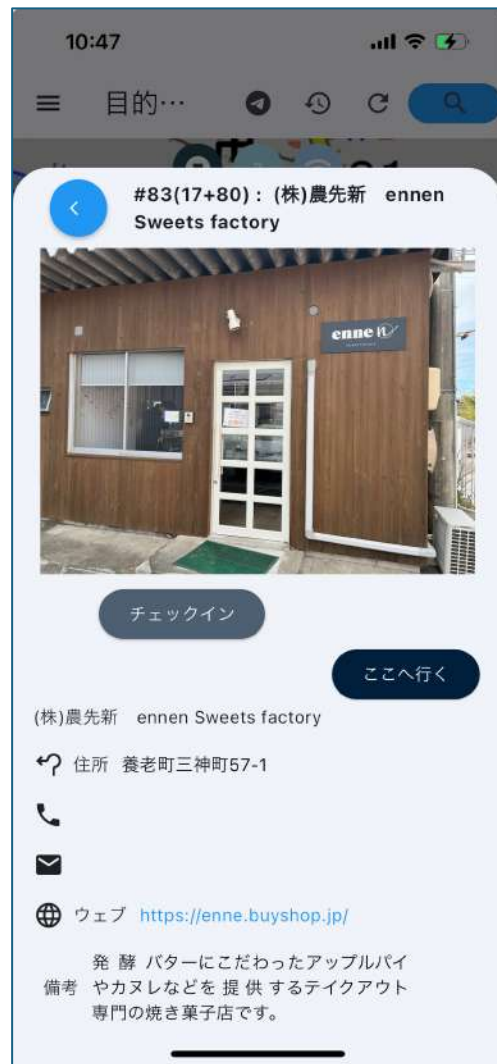 10:47
目的…
#83(17+80) : (株)農先新　ennen
Sweets factory
enne n
チェックイン
ここへ行く
(株)農先新　ennen Sweets factory
住所 養老町三神町57-1
ウェブ https://enne.buyshop.jp/
備考 発 酵 バターにこだわったアップルパイ
やカヌレなどを 提 供 するテイクアウト
専門の焼き菓子店です。